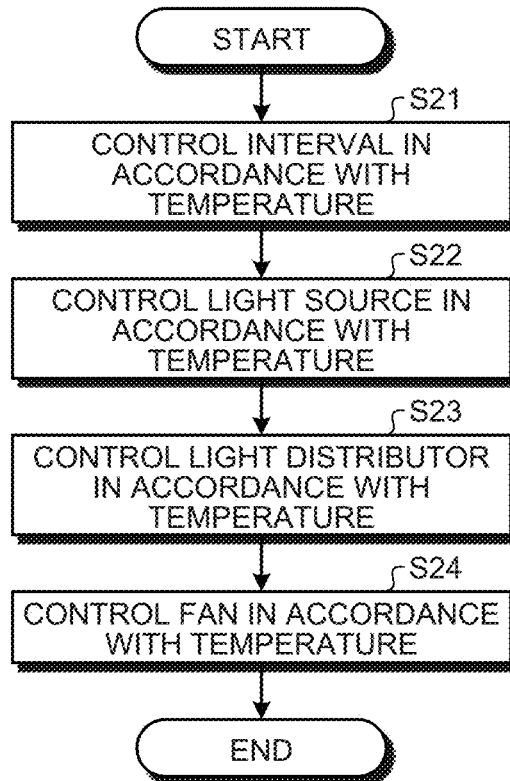 START
S21
CONTROL INTERVAL IN
ACCORDANCE WITH
TEMPERATURE
S22
CONTROL LIGHT SOURCE IN
ACCORDANCE WITH
TEMPERATURE
S23
CONTROL LIGHT DISTRIBUTOR
IN ACCORDANCE WITH
TEMPERATURE
S24
CONTROL FAN IN ACCORDANCE
WITH TEMPERATURE
END